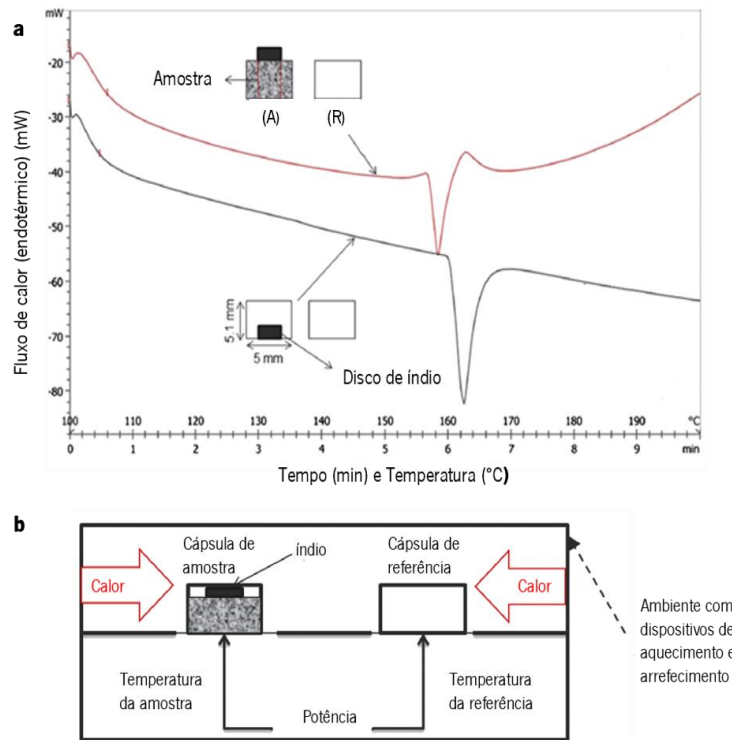 a
mW
-20
-30
-40
-50
-60
-70
-80
Fluxo de calor (endotérmico) (mW)
Amostra
(A)
(R)
5.1 mm
5 mm
Disco de índio
100 110 120 130 140 150 160 170 180 190 °C
0 1 2 3 4 5 6 7 8 9 min
Tempo (min) e Temperatura (°C)
b
Cápsula de
amostra
índio
Cápsula de
referência
Calor
Calor
Temperatura
da amostra
Potência
Temperatura
da referência
Ambiente com
dispositivos de
aquecimento e
arrefecimento